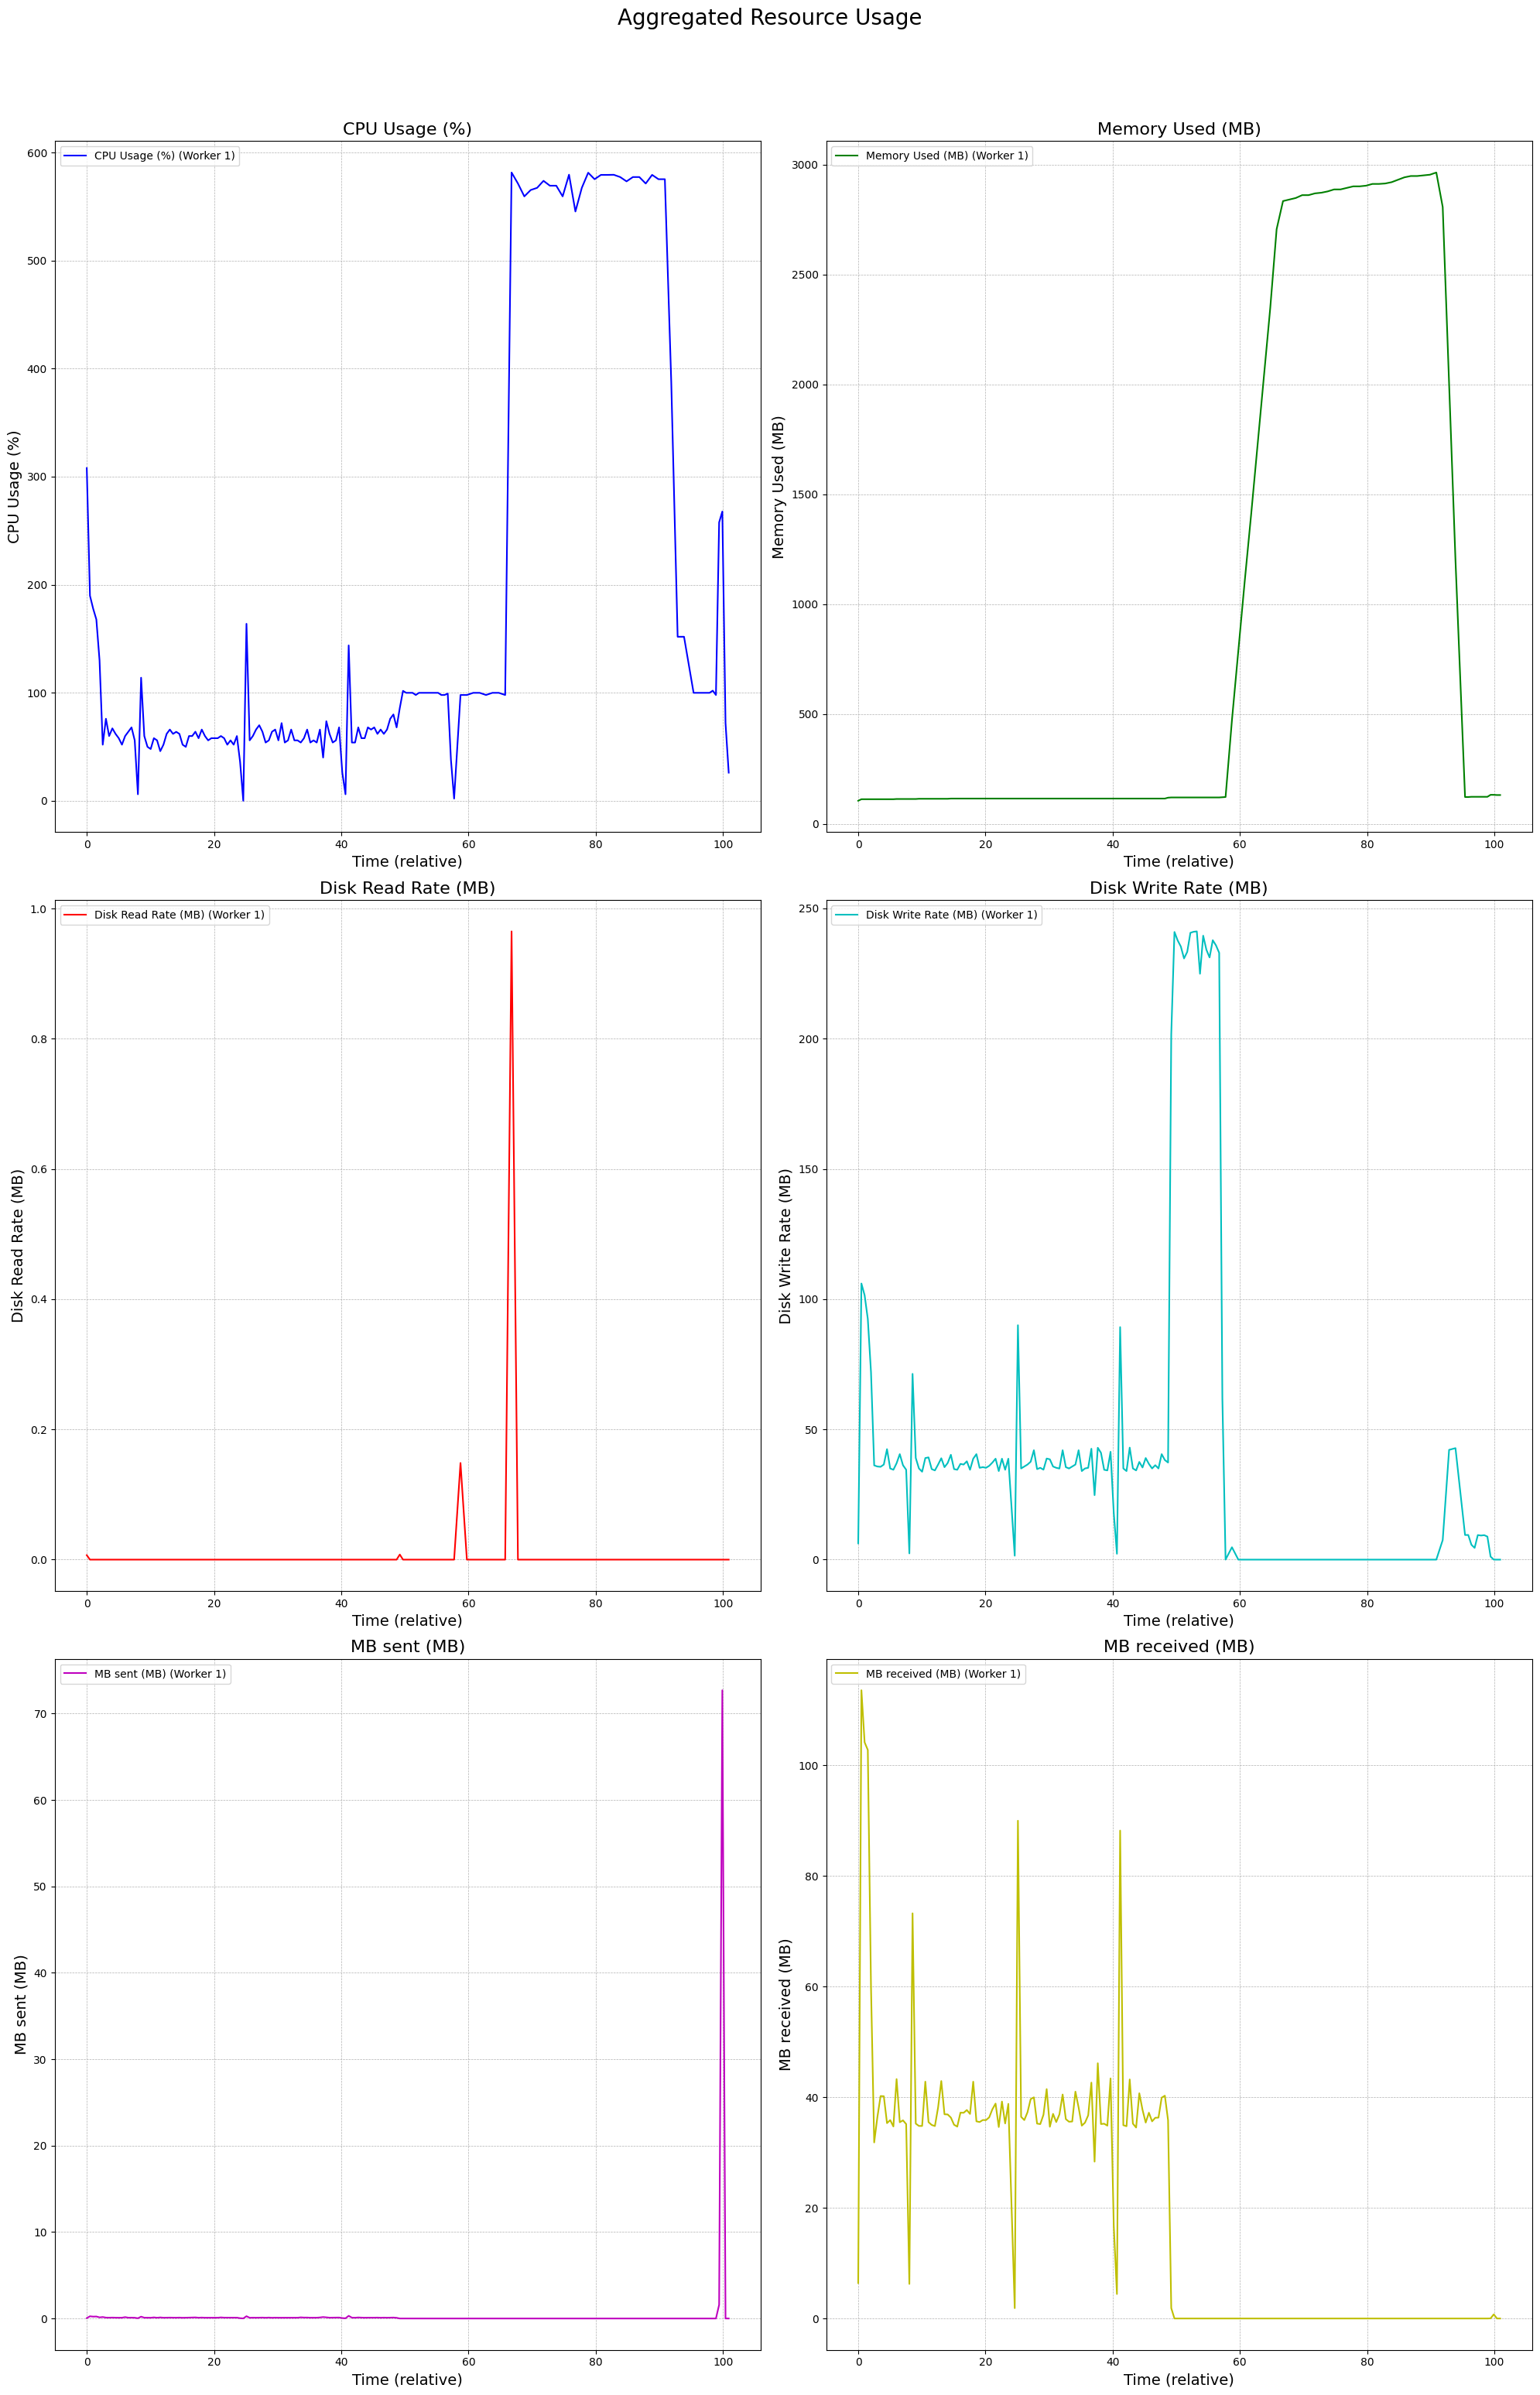 Aggregated Resource Usage
CPU Usage (%)
CPU Usage (%) (Worker 1)
CPU Usage (%)
600
500
400
300
200
100
0
0 20 40 60 80 100
Time (relative)
Memory Used (MB)
Memory Used (MB) (Worker 1)
Memory Used (MB)
3000
2500
2000
1500
1000
500
0
0 20 40 60 80 100
Time (relative)
Disk Read Rate (MB)
Disk Read Rate (MB) (Worker 1)
Disk Read Rate (MB)
1.0
0.8
0.6
0.4
0.2
0.0
0 20 40 60 80 100
Time (relative)
Disk Write Rate (MB)
Disk Write Rate (MB) (Worker 1)
Disk Write Rate (MB)
250
200
150
100
50
0
0 20 40 60 80 100
Time (relative)
MB sent (MB)
MB sent (MB) (Worker 1)
MB sent (MB)
70
60
50
40
30
20
10
0
0 20 40 60 80 100
Time (relative)
MB received (MB)
MB received (MB) (Worker 1)
MB received (MB)
100
80
60
40
20
0
0 20 40 60 80 100
Time (relative)